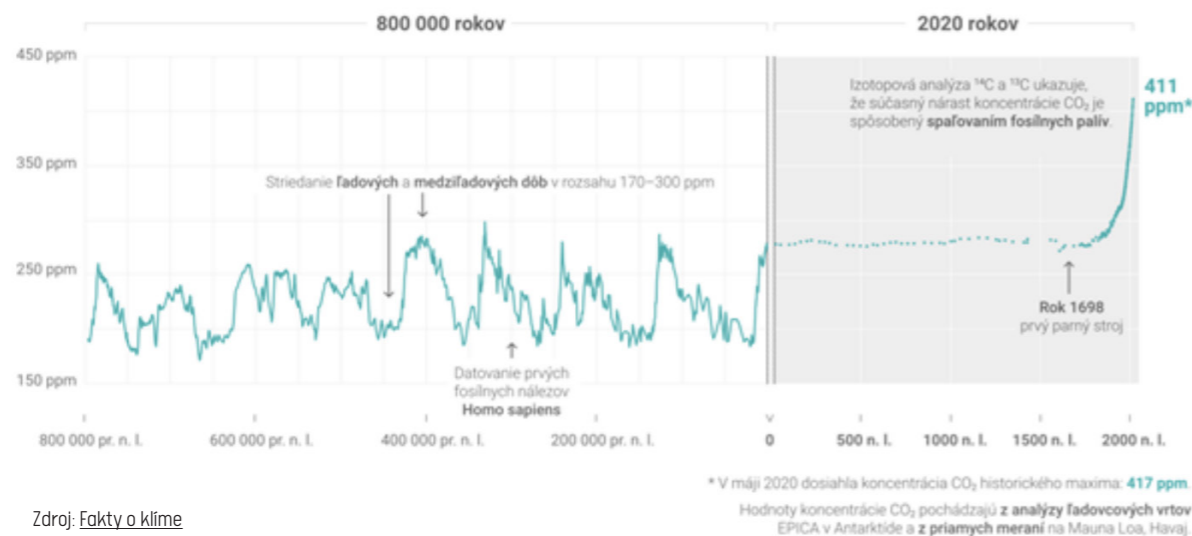 800 000 rokov
2020 rokov
450 ppm
350 ppm
250 ppm
150 ppm
Izotopová analýza ¹⁴C a ¹³C ukazuje,
že súčasný nárast koncentrácie CO₂ je
spôsobený spaľovaním fosílnych palív.
411
ppm*
Striedanie ľadových a medziľadových dôb v rozsahu 170–300 ppm
Rok 1698
prvý parný stroj
Datovanie prvých
fosílnych nálezov
Homo sapiens
800 000 pr. n. l.
600 000 pr. n. l.
400 000 pr. n. l.
200 000 pr. n. l.
0
500 n. l.
1000 n. l.
1500 n. l.
2000 n. l.
* V máji 2020 dosiahla koncentrácia CO₂ historického maxima: 417 ppm.
Hodnoty koncentrácie CO₂ pochádzajú z analýzy ľadovcových vrtov
EPICA v Antarktíde a z priamych meraní na Mauna Loa, Havaj.
Zdroj: Fakty o klíme